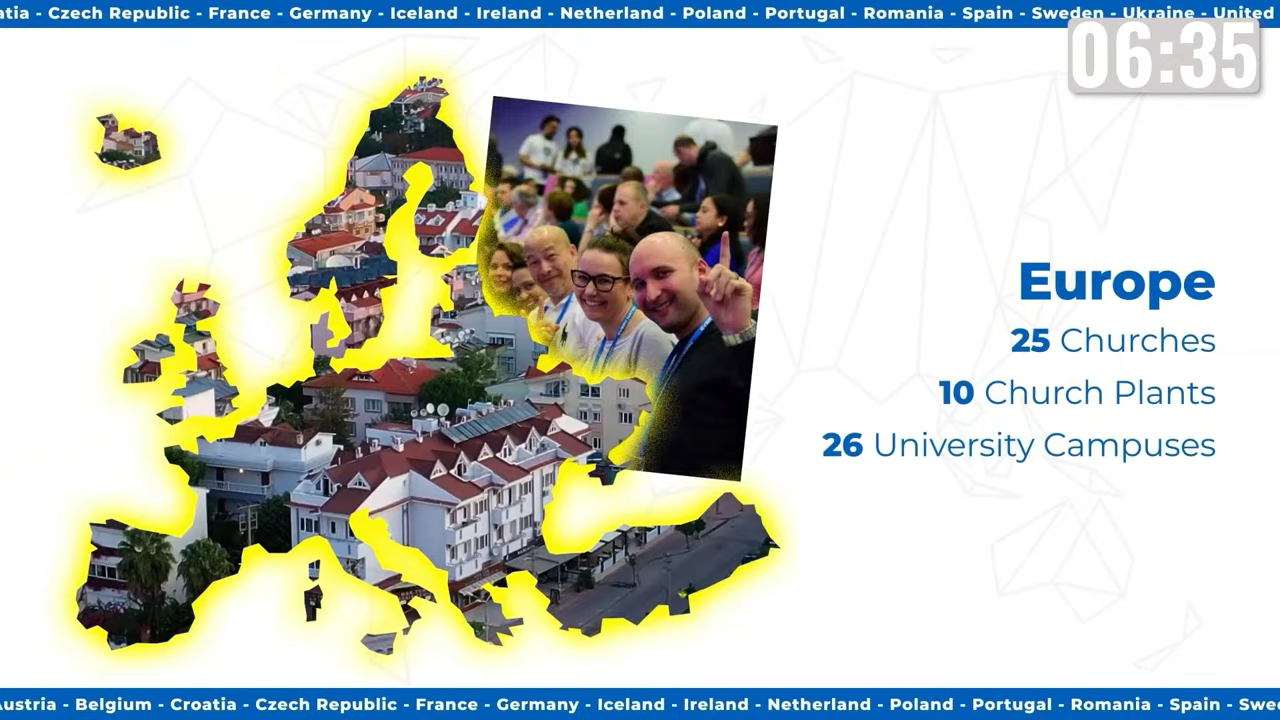 atia - Czech Republic - France - Germany - Iceland - Ireland - Netherland - Poland - Portugal - Romania - Spain - Sweden - Ukraine - United
06:35
Europe
25 Churches
10 Church Plants
26 University Campuses
Austria - Belgium - Croatia - Czech Republic - France - Germany - Iceland - Ireland - Netherland - Poland - Portugal - Romania - Spain - Swe